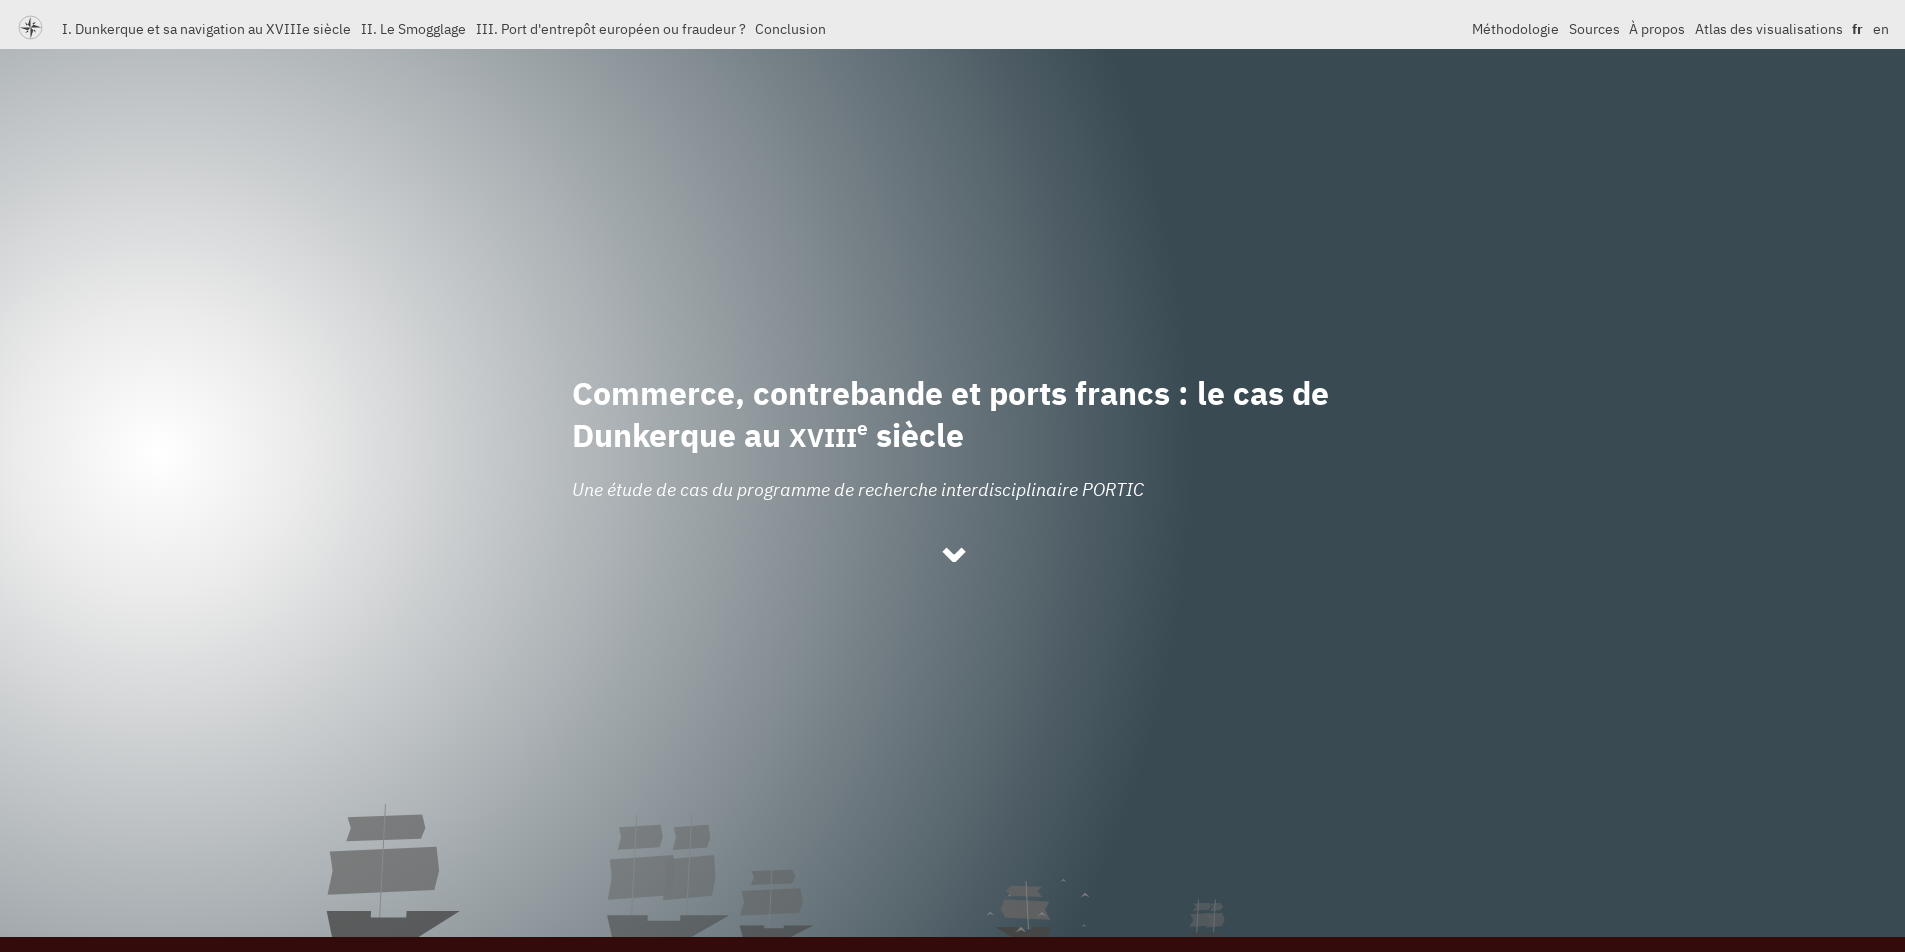 I. Dunkerque et sa navigation au XVIIIe siècle II. Le Smogglage III. Port d'entrepôt européen ou fraudeur ? Conclusion Méthodologie Sources À propos Atlas des visualisations fr en
Commerce, contrebande et ports francs : le cas de
Dunkerque au XVIIIe siècle
Une étude de cas du programme de recherche interdisciplinaire PORTIC